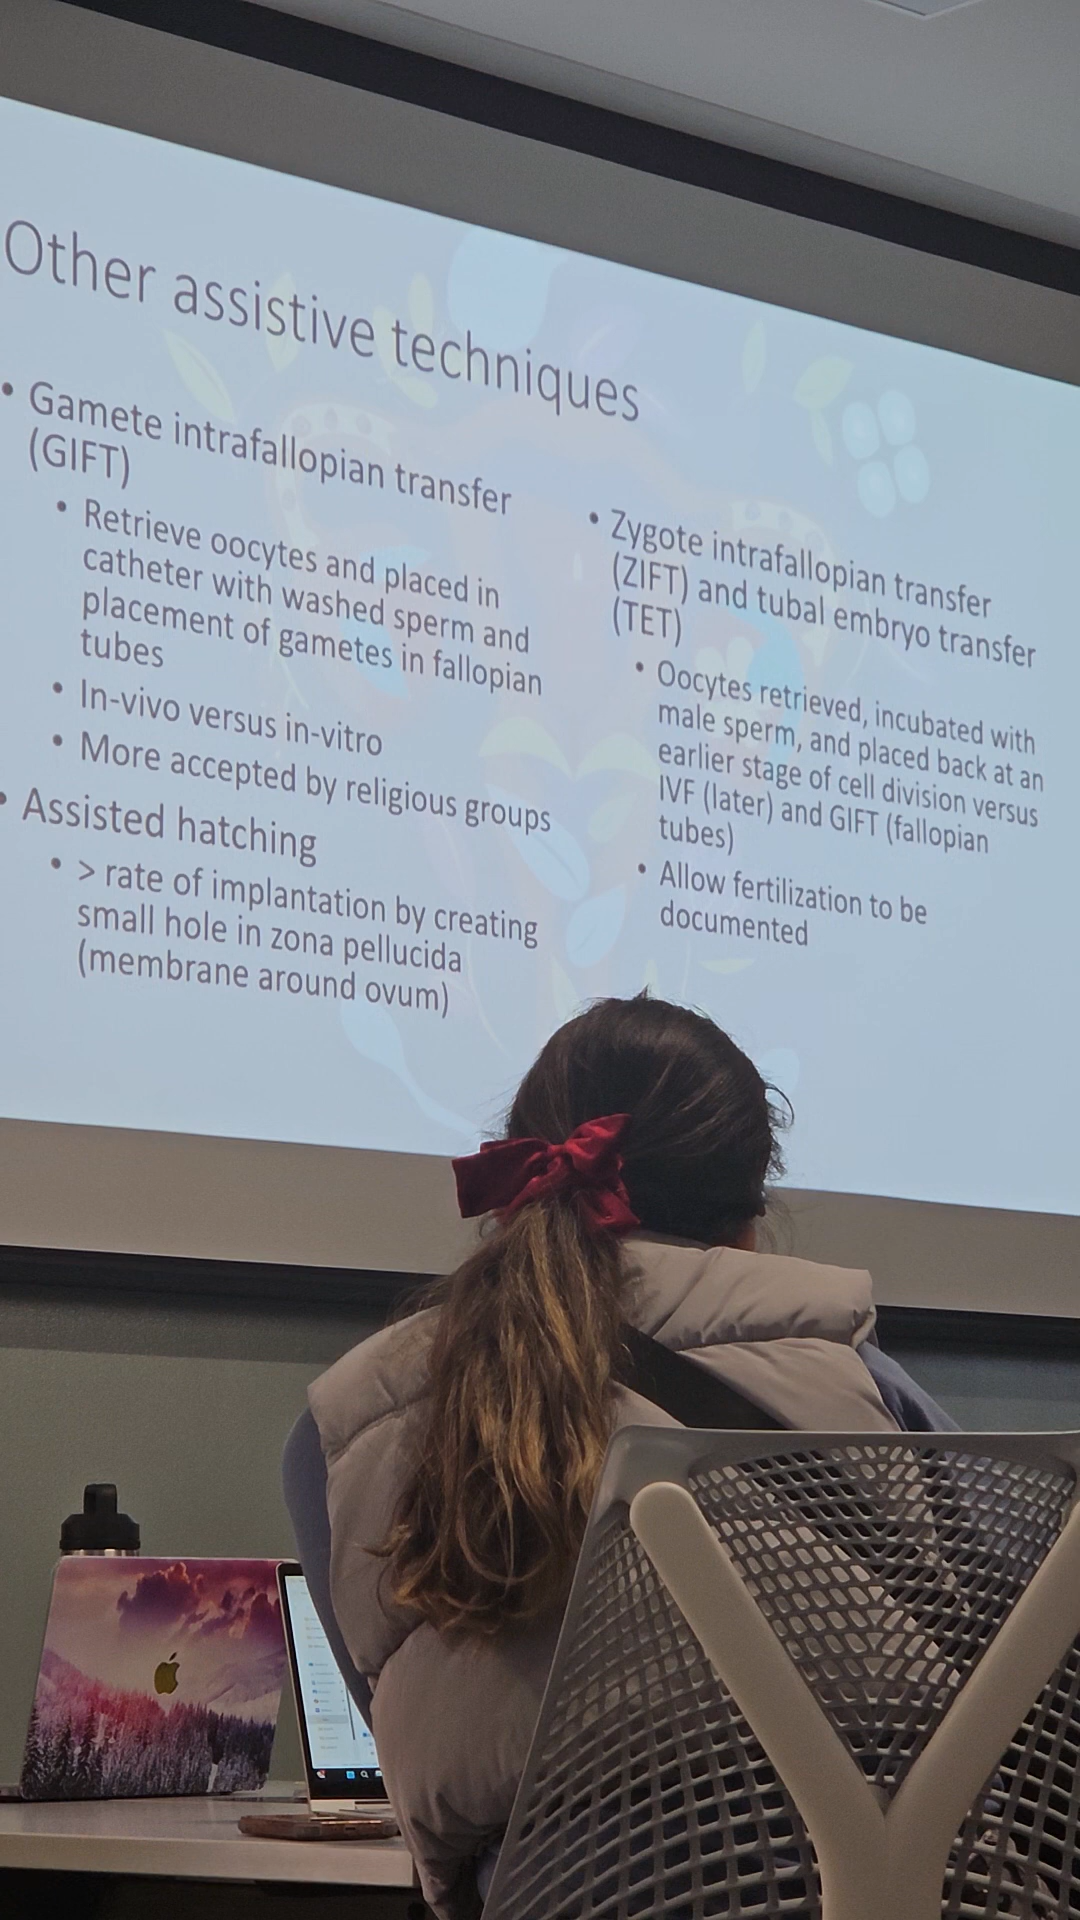 Other assistive techniques
• Gamete intrafallopian transfer
(GIFT)
• Retrieve oocytes and placed in
catheter with washed sperm and
placement of gametes in fallopian
tubes
• In-vivo versus in-vitro
• More accepted by religious groups
• Assisted hatching
• > rate of implantation by creating
small hole in zona pellucida
(membrane around ovum)
• Zygote intrafallopian transfer
(ZIFT) and tubal embryo transfer
(TET)
• Oocytes retrieved, incubated with
male sperm, and placed back at an
earlier stage of cell division versus
IVF (later) and GIFT (fallopian
tubes)
• Allow fertilization to be
documented